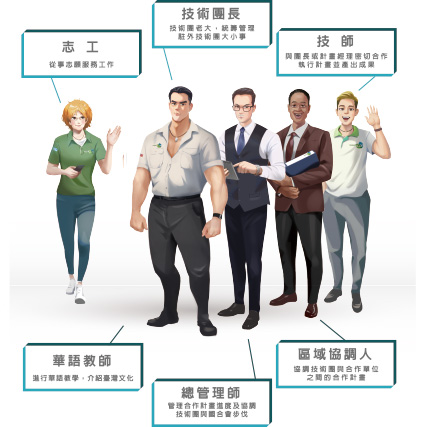 技術團長
技術團老大，統籌管理
駐外技術團大小事
志 工
從事志願服務工作
技 師
與團長或計畫經理密切合作
執行計畫並產出成果
華語教師
進行華語教學，介紹臺灣文化
總管理師
管理合作計畫進度及協調
技術團與國合會步伐
區域協調人
協調技術團與合作單位
之間的合作計畫